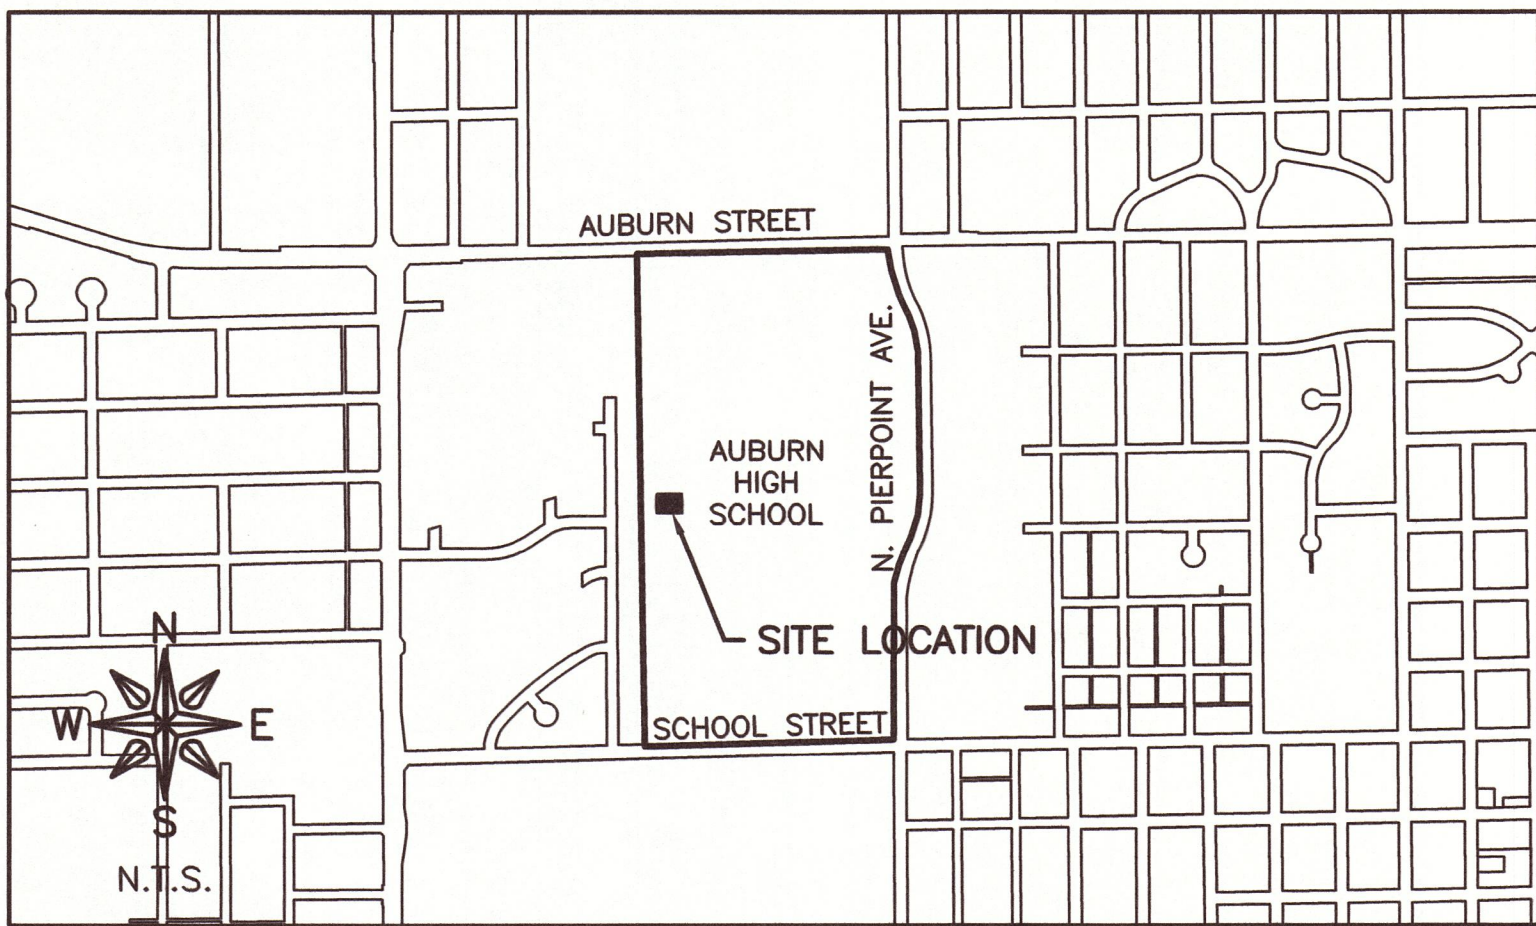 AUBURN STREET
N. PIERPOINT AVE.
AUBURN
HIGH
SCHOOL
SITE LOCATION
SCHOOL STREET
N
W
E
S
N.T.S.